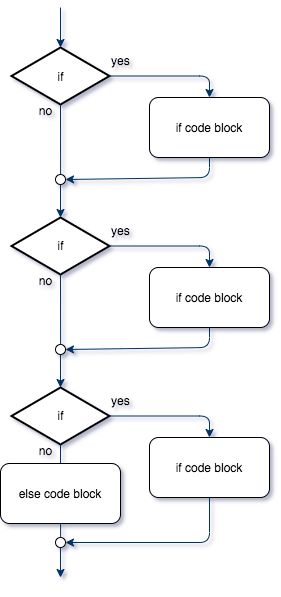 if
yes
no
if code block
if
yes
no
if code block
if
yes
no
if code block
else code block